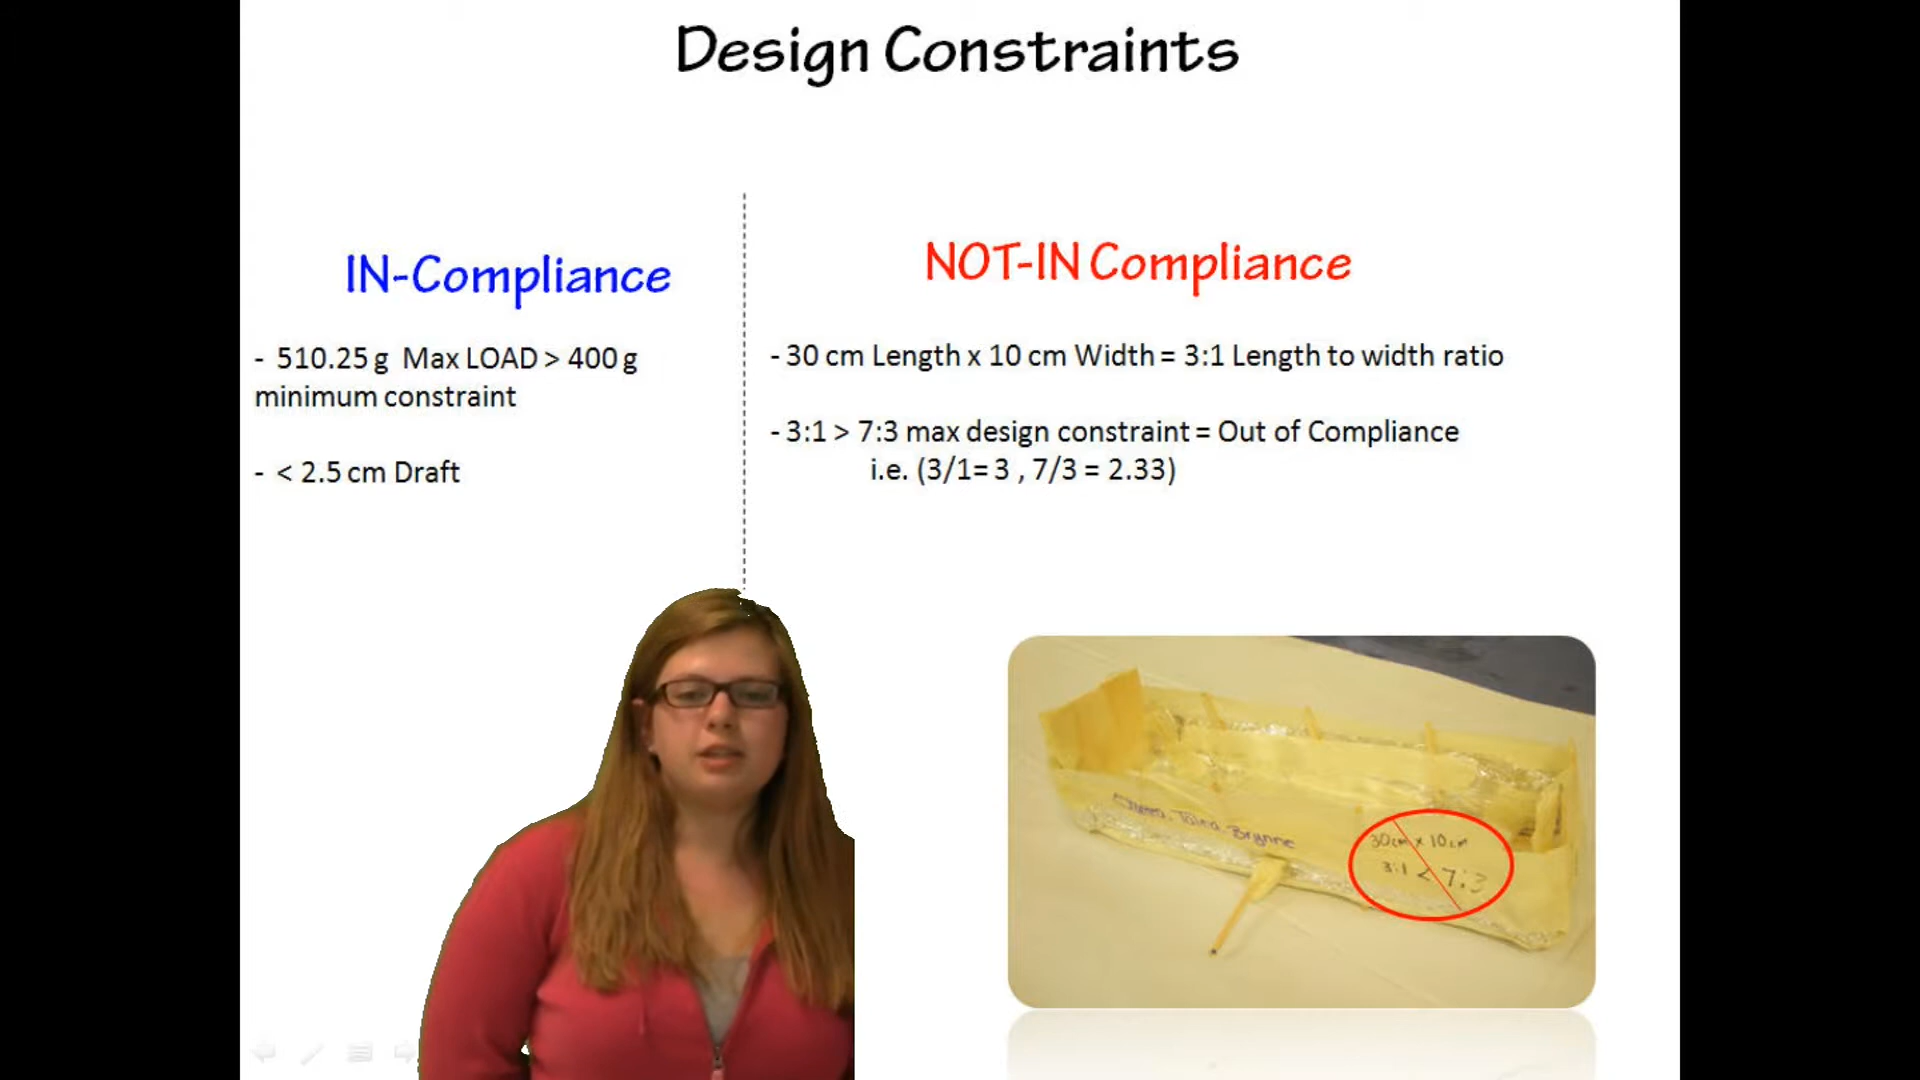 Design Constraints
IN-Compliance
- 510.25 g Max LOAD > 400 g
minimum constraint
- < 2.5 cm Draft
NOT-IN Compliance
- 30 cm Length x 10 cm Width = 3:1 Length to width ratio
- 3:1 > 7:3 max design constraint = Out of Compliance
i.e. (3/1= 3 , 7/3 = 2.33)
Brynne
30cm x 10cm
3:1 < 7:3